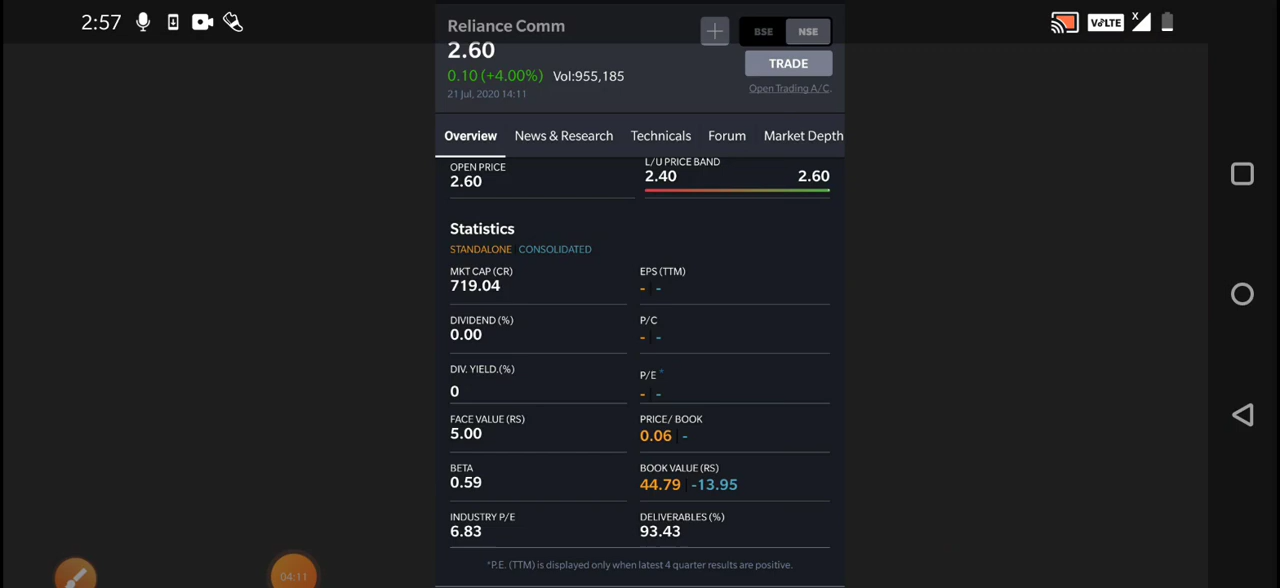 2:57
VoLTE
X
Reliance Comm
BSE
NSE
2.60
TRADE
0.10 (+4.00%) Vol:955,185
21 Jul, 2020 14:11
Open Trading A/C.
Overview News & Research Technicals Forum Market Depth
OPEN PRICE
2.60
L/U PRICE BAND
2.40 2.60
Statistics
STANDALONE | CONSOLIDATED
MKT CAP (CR)
719.04
EPS (TTM)
- | -
DIVIDEND (%)
0.00
P/C
- | -
DIV. YIELD.(%)
0
P/E *
- | -
FACE VALUE (RS)
5.00
PRICE/ BOOK
0.06 | -
BETA
0.59
BOOK VALUE (RS)
44.79 | -13.95
INDUSTRY P/E
6.83
DELIVERABLES (%)
93.43
*P.E. (TTM) is displayed only when latest 4 quarter results are positive.
04:11